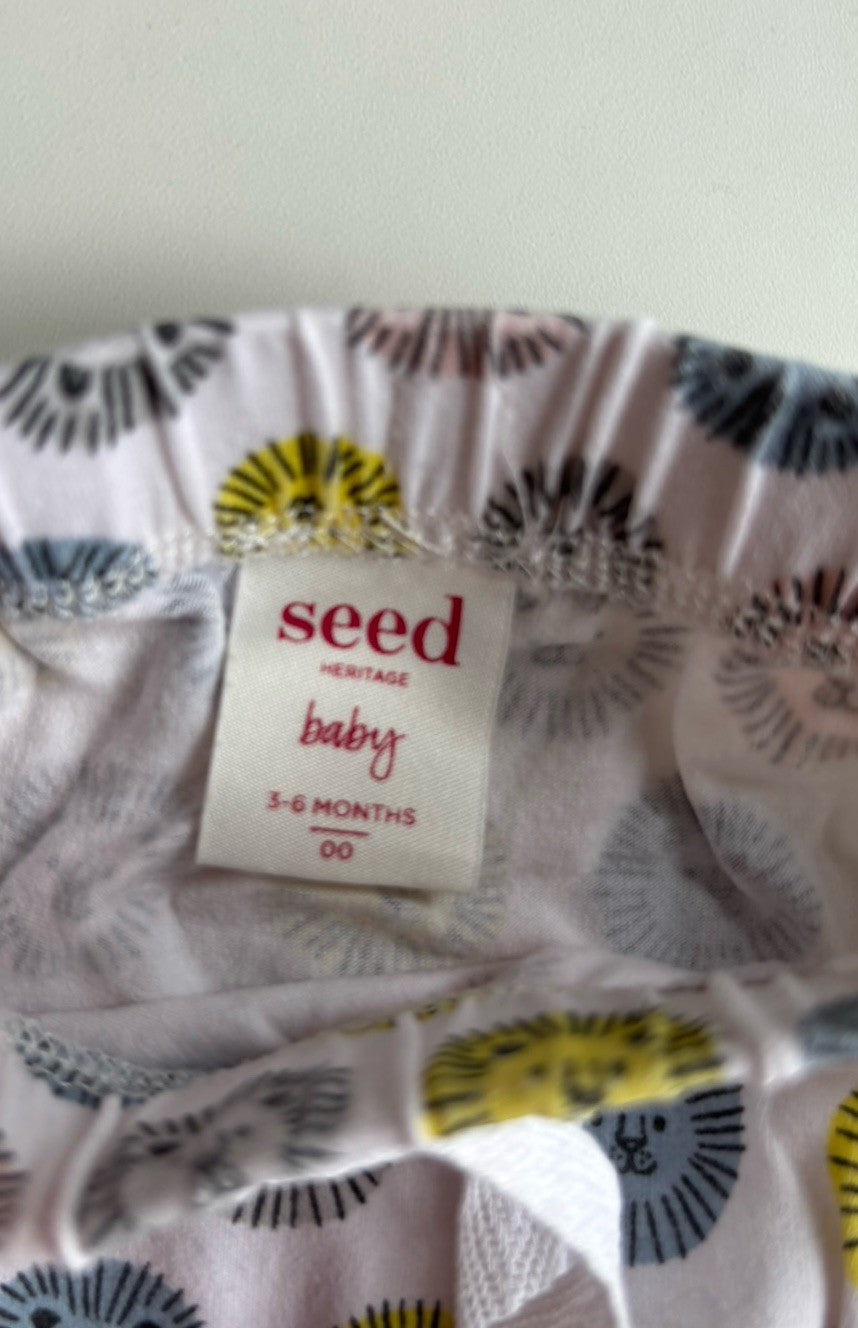 seed
HERITAGE
baby
3-6 MONTHS
00